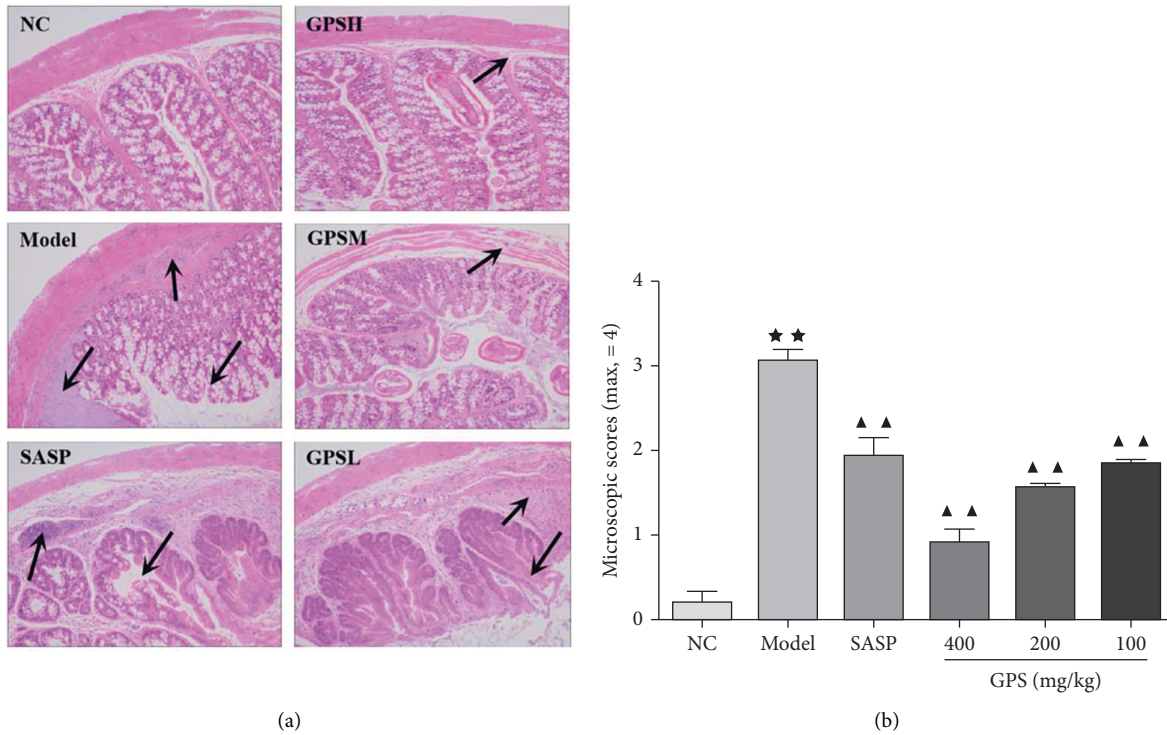 NC
GPSH
Model
GPSM
SASP
GPSL
(a)
Microscopic scores (max, = 4)
4
3
2
1
0
★ ★
▲ ▲
▲ ▲
▲ ▲
▲ ▲
NC Model SASP 400 200 100
GPS (mg/kg)
(b)